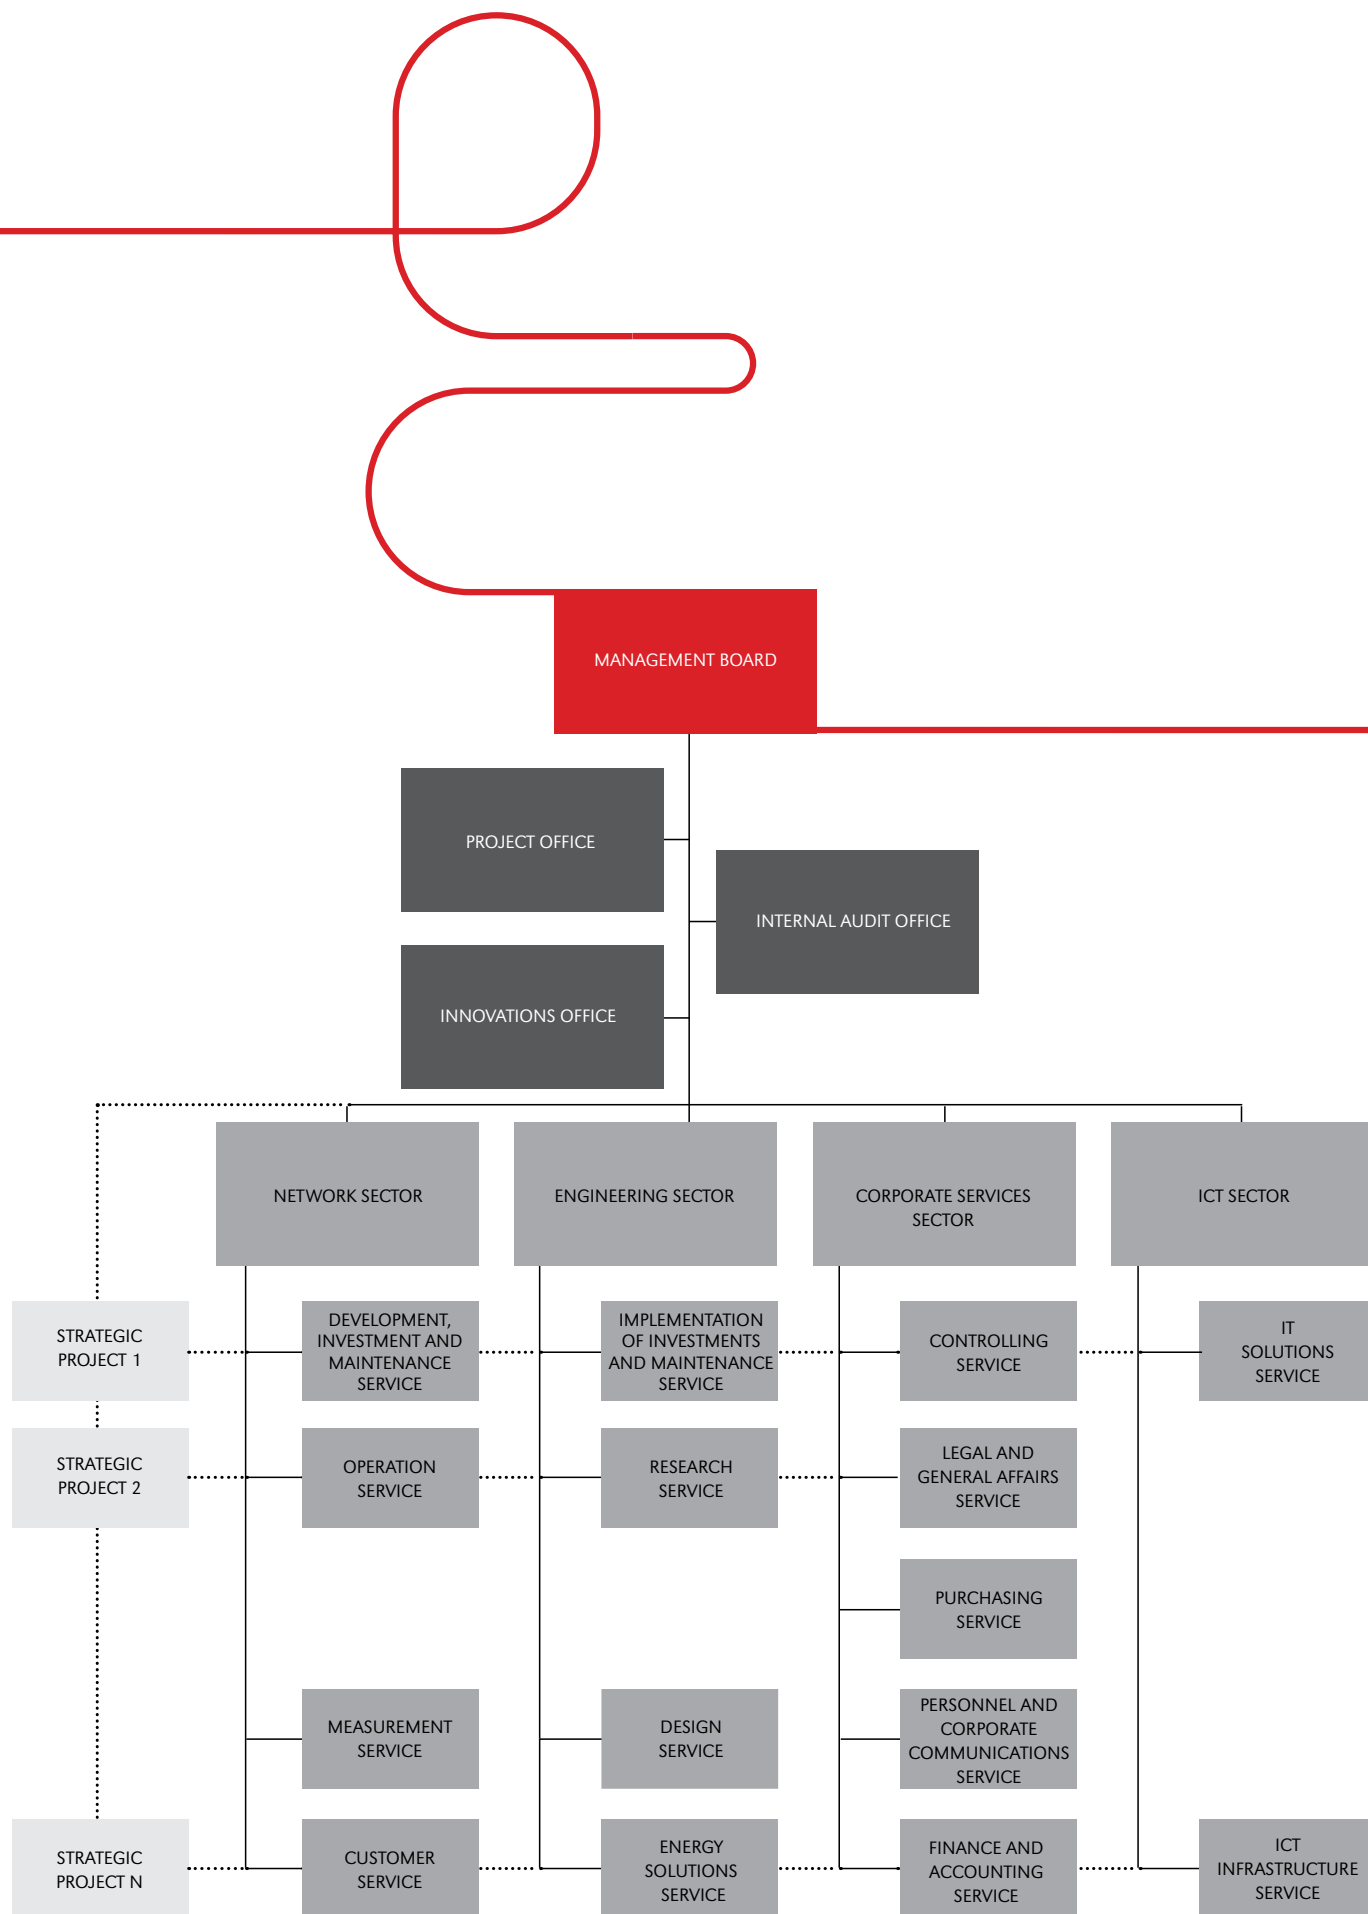 MANAGEMENT BOARD
PROJECT OFFICE
INTERNAL AUDIT OFFICE
INNOVATIONS OFFICE
NETWORK SECTOR
ENGINEERING SECTOR
CORPORATE SERVICES
SECTOR
ICT SECTOR
STRATEGIC
PROJECT 1
DEVELOPMENT,
INVESTMENT AND
MAINTENANCE
SERVICE
IMPLEMENTATION
OF INVESTMENTS
AND MAINTENANCE
SERVICE
CONTROLLING
SERVICE
IT
SOLUTIONS
SERVICE
STRATEGIC
PROJECT 2
OPERATION
SERVICE
RESEARCH
SERVICE
LEGAL AND
GENERAL AFFAIRS
SERVICE
PURCHASING
SERVICE
MEASUREMENT
SERVICE
DESIGN
SERVICE
PERSONNEL AND
CORPORATE
COMMUNICATIONS
SERVICE
STRATEGIC
PROJECT N
CUSTOMER
SERVICE
ENERGY
SOLUTIONS
SERVICE
FINANCE AND
ACCOUNTING
SERVICE
ICT
INFRASTRUCTURE
SERVICE